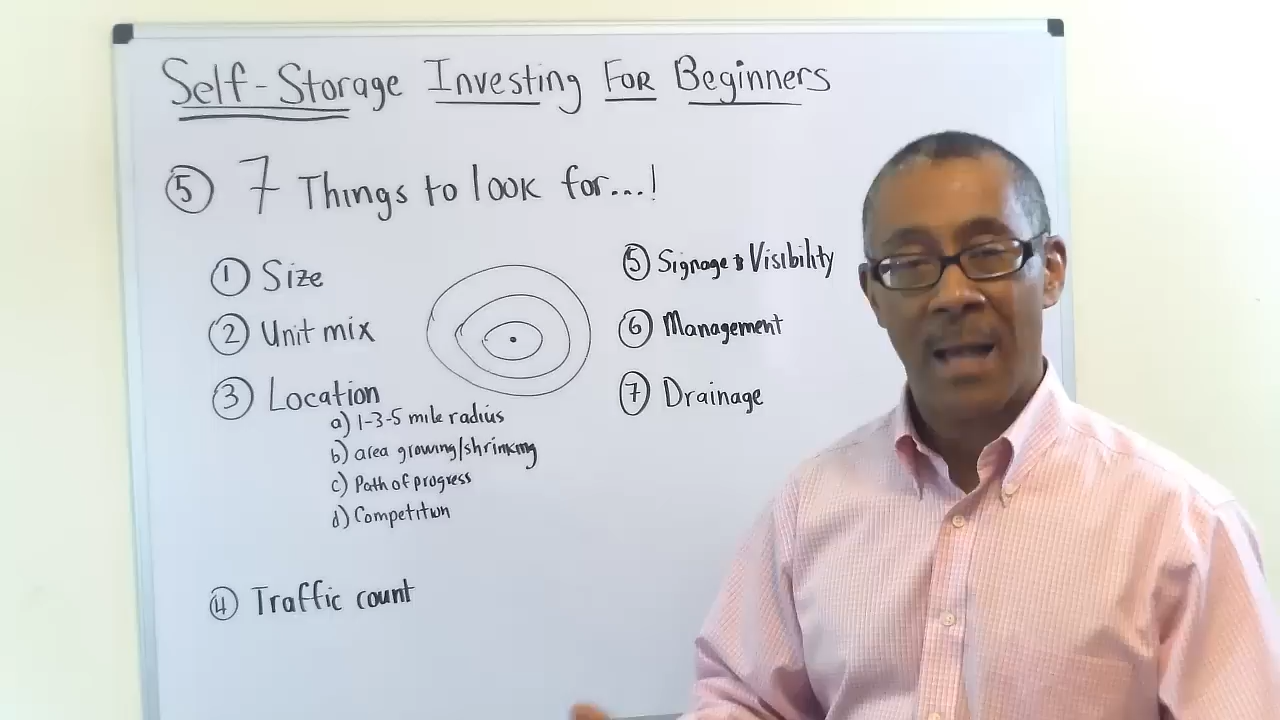 Self-Storage Investing For Beginners
5 7 Things to look for...!
1 Size
2 Unit mix
3 Location
a) 1-3-5 mile radius
b) area growing/shrinking
c) Path of progress
d) Competition
4 Traffic count
5 Signage & Visibility
6 Management
7 Drainage